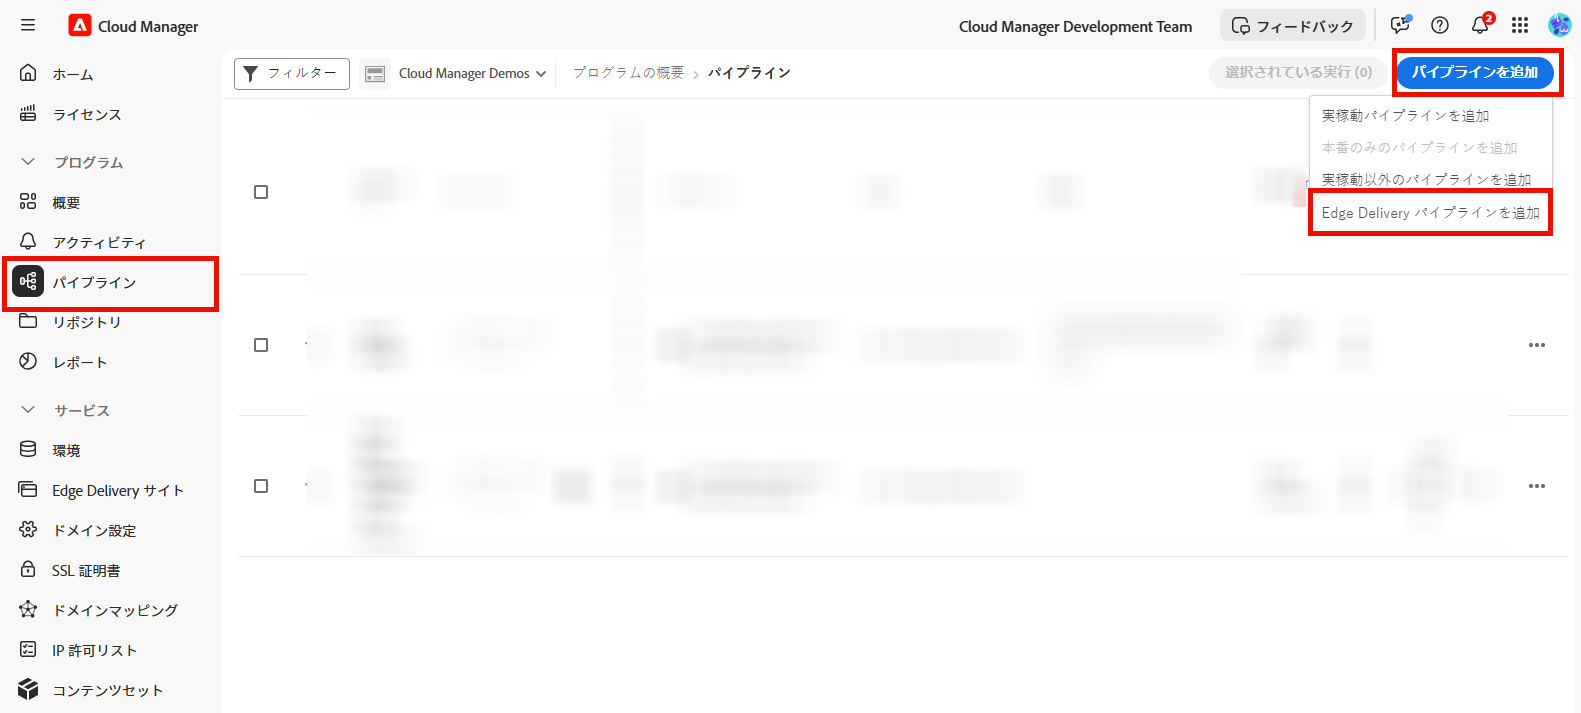 Cloud Manager
Cloud Manager Development Team
フィードバック
2
ホーム
ライセンス
プログラム
概要
アクティビティ
パイプライン
リポジトリ
レポート
サービス
環境
Edge Delivery サイト
ドメイン設定
SSL 証明書
ドメインマッピング
IP 許可リスト
コンテンツセット
フィルター
Cloud Manager Demos
プログラムの概要 › パイプライン
選択されている実行 (0)
パイプラインを追加
実稼動パイプラインを追加
本番のみのパイプラインを追加
実稼動以外のパイプラインを追加
Edge Delivery パイプラインを追加